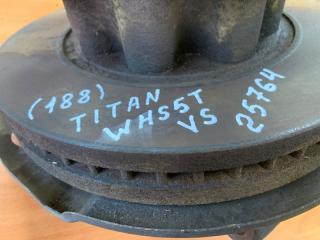 (188)
TITAN
WHS5T
VS
25764